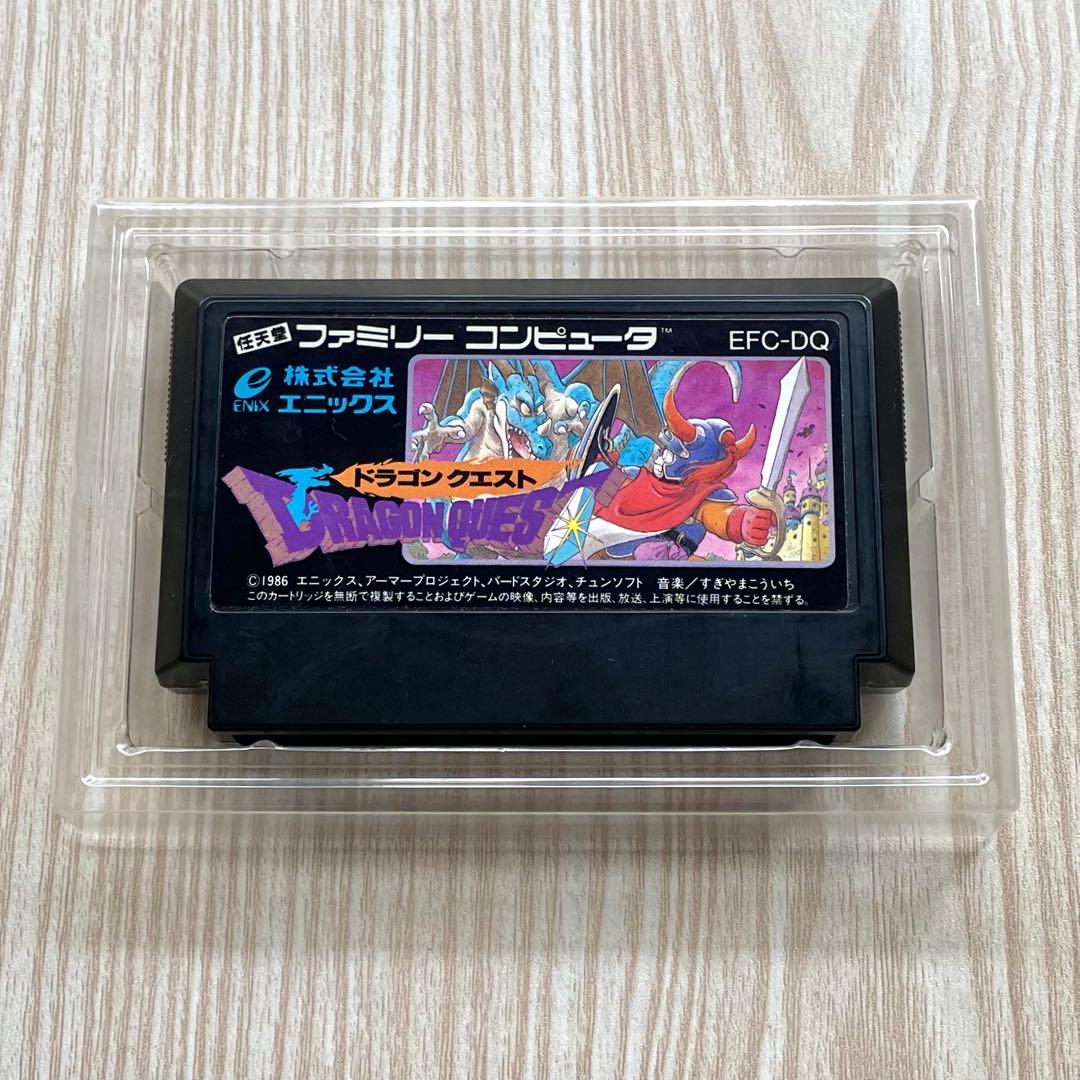 任天堂 ファミリー コンピュータ™ EFC-DQ
株式会社
ENIX エニックス
ドラゴン クエスト
DRAGON QUEST
©1986 エニックス、アーマープロジェクト、バードスタジオ、チュンソフト 音楽/すぎやまこういち
このカートリッジを無断で複製することおよびゲームの映像、内容等を出版、放送、上演等に使用することを禁ずる。